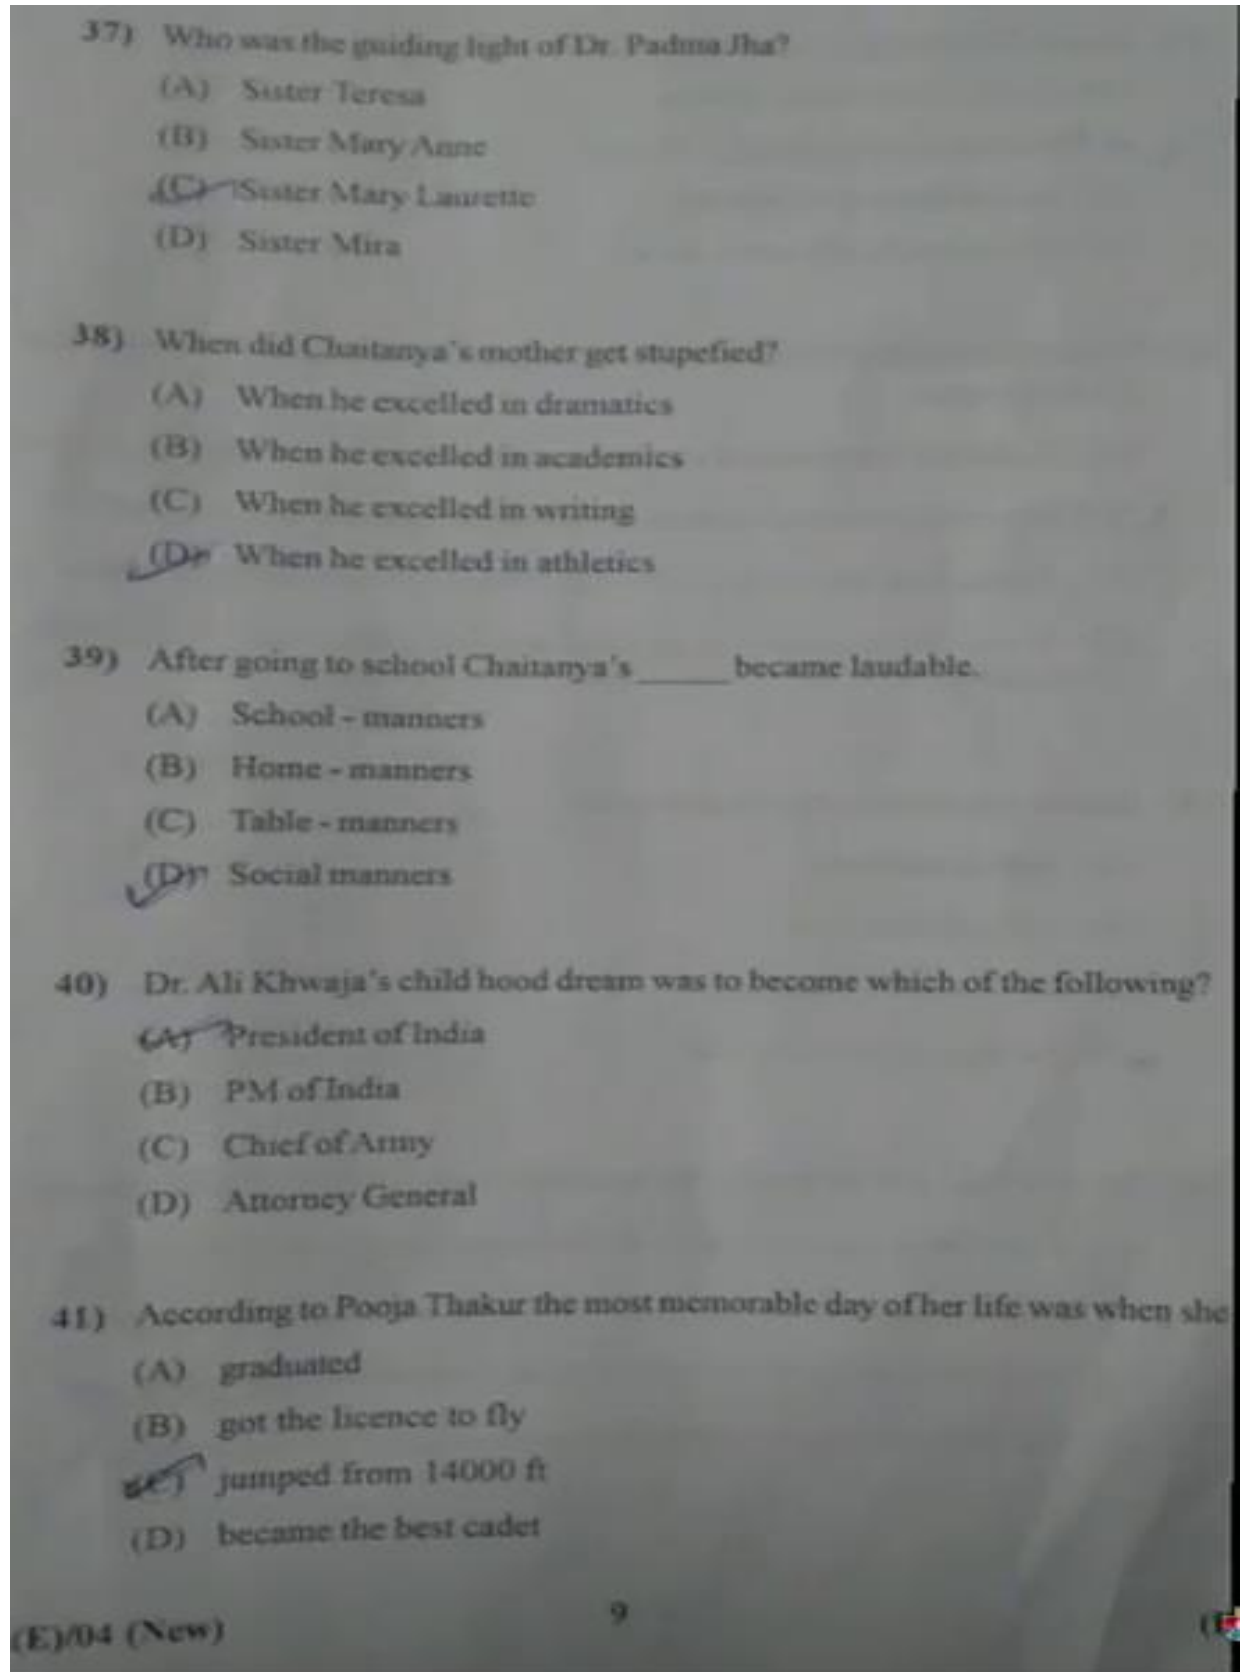 37) Who was the guiding light of Dr. Padma Jha?
(A) Sister Teresa
(B) Sister Mary Anne
(C) Sister Mary Laurette
(D) Sister Mira
38) When did Chaitanya's mother get stupefied?
(A) When he excelled in dramatics
(B) When he excelled in academics
(C) When he excelled in writing
(D) When he excelled in athletics
39) After going to school Chaitanya's ______ became laudable.
(A) School - manners
(B) Home - manners
(C) Table - manners
(D) Social manners
40) Dr. Ali Khwaja's child hood dream was to become which of the following?
(A) President of India
(B) PM of India
(C) Chief of Army
(D) Attorney General
41) According to Pooja Thakur the most memorable day of her life was when she
(A) graduated
(B) got the licence to fly
(C) jumped from 14000 ft
(D) became the best cadet
(E)/04 (New) 9